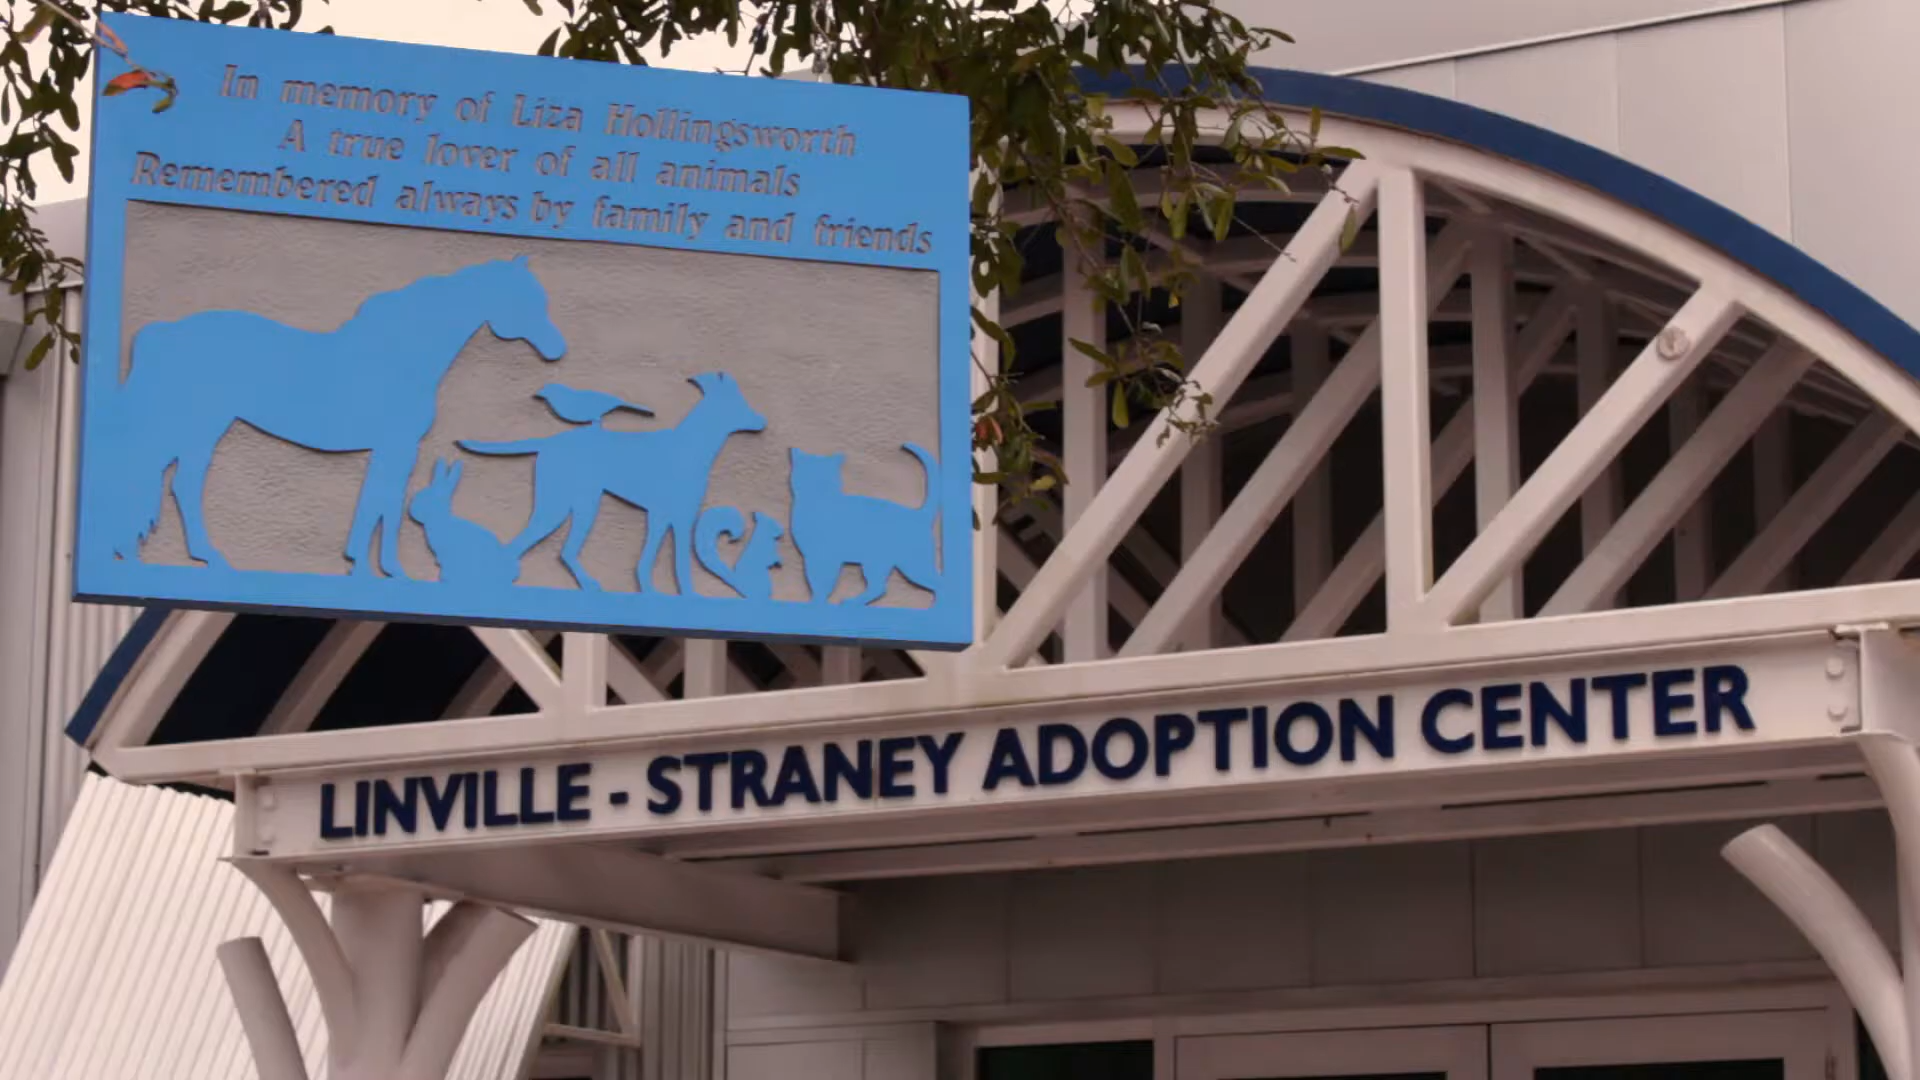 In memory of Liza Hollingsworth
A true lover of all animals
Remembered always by family and friends
LINVILLE - STRANEY ADOPTION CENTER